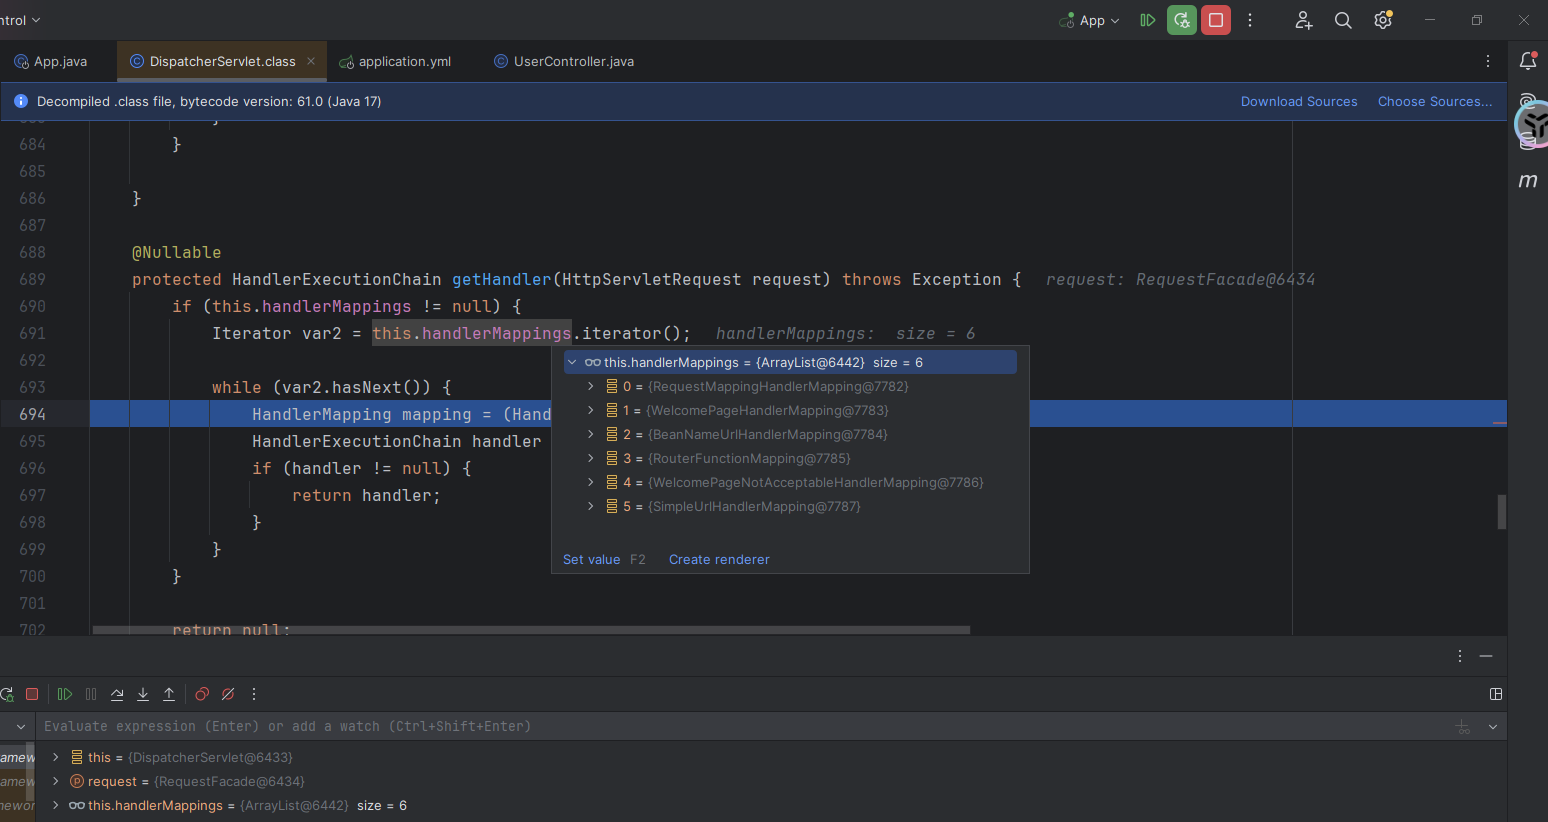 ntrol
App
App.java
DispatcherServlet.class
application.yml
UserController.java
Decompiled .class file, bytecode version: 61.0 (Java 17)
Download Sources
Choose Sources...
684 }
685
686 }
687
688 @Nullable
689 protected HandlerExecutionChain getHandler(HttpServletRequest request) throws Exception { request: RequestFacade@6434
690 if (this.handlerMappings != null) {
691 Iterator var2 = this.handlerMappings.iterator(); handlerMappings: size = 6
692
693 while (var2.hasNext()) {
694 HandlerMapping mapping = (Hand
695 HandlerExecutionChain handler
696 if (handler != null) {
697 return handler;
698 }
699 }
700 }
701
702 return null;
this.handlerMappings = {ArrayList@6442} size = 6
0 = {RequestMappingHandlerMapping@7782}
1 = {WelcomePageHandlerMapping@7783}
2 = {BeanNameUrlHandlerMapping@7784}
3 = {RouterFunctionMapping@7785}
4 = {WelcomePageNotAcceptableHandlerMapping@7786}
5 = {SimpleUrlHandlerMapping@7787}
Set value F2 Create renderer
m
Evaluate expression (Enter) or add a watch (Ctrl+Shift+Enter)
this = {DispatcherServlet@6433}
p request = {RequestFacade@6434}
this.handlerMappings = {ArrayList@6442} size = 6